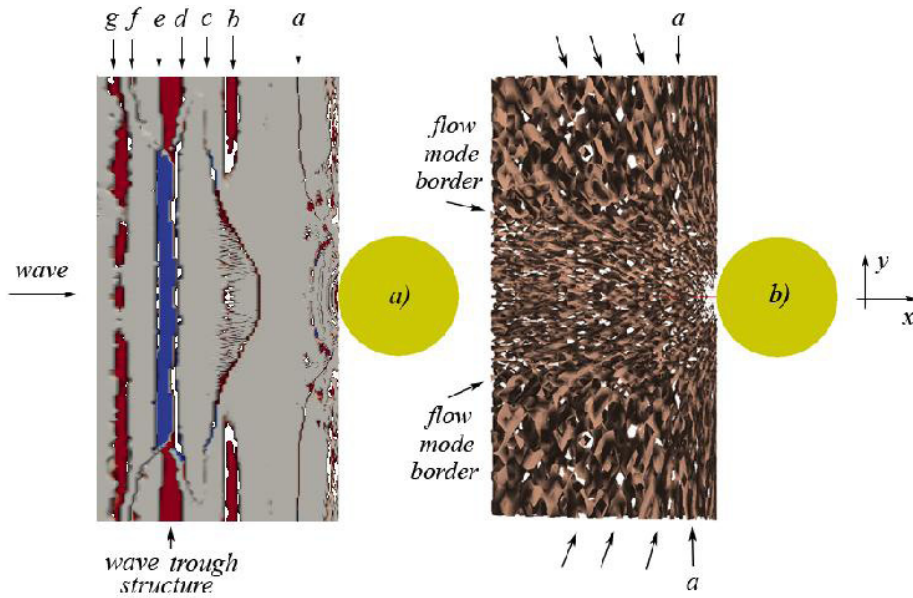 g f e d c b a
a
flow
mode
border
wave
a)
b)
y
x
flow
mode
border
wave trough
structure
a